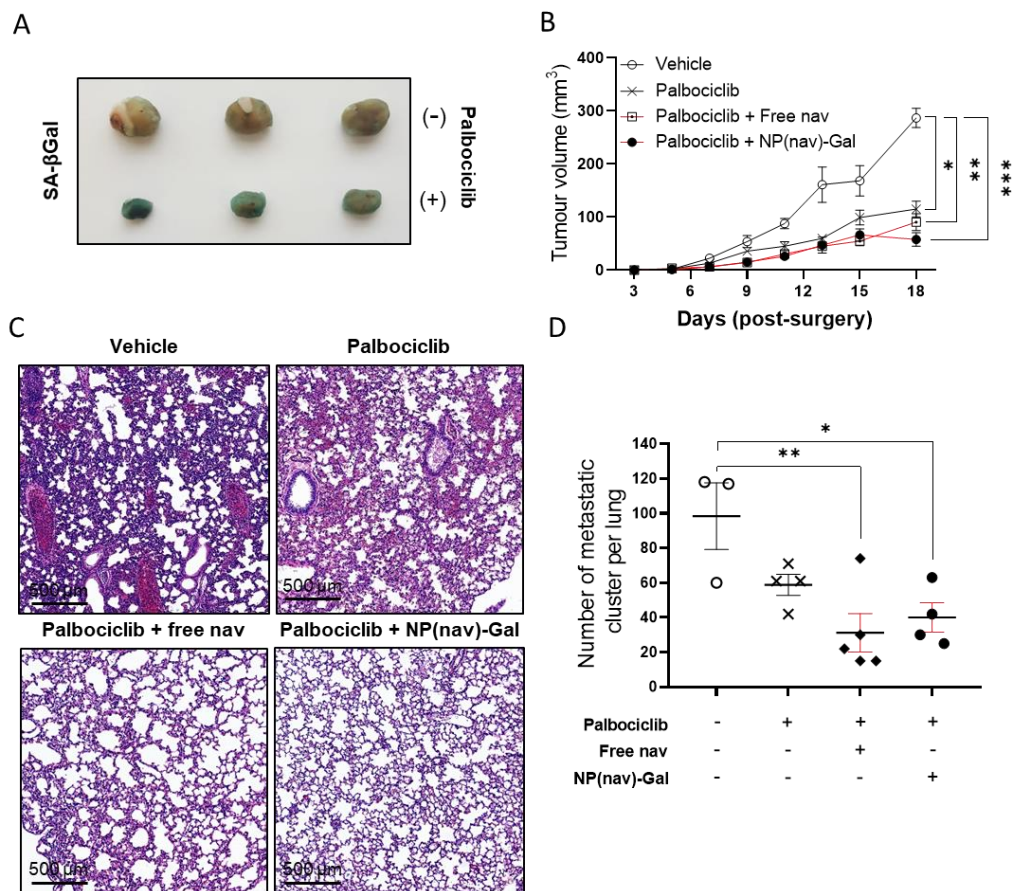 A
SA-βGal
(-)
(+)
Palbociclib
B
Tumour volume (mm³)
400
300
200
100
0
Vehicle
Palbociclib
Palbociclib + Free nav
Palbociclib + NP(nav)-Gal
*
**
***
3 6 9 12 15 18
Days (post-surgery)
C
Vehicle
Palbociclib
500 µm
500 µm
Palbociclib + free nav
Palbociclib + NP(nav)-Gal
500 µm
500 µm
D
Number of metastatic
cluster per lung
140
120
100
80
60
40
20
0
*
**
Palbociclib - + + +
Free nav - - + -
NP(nav)-Gal - - - +